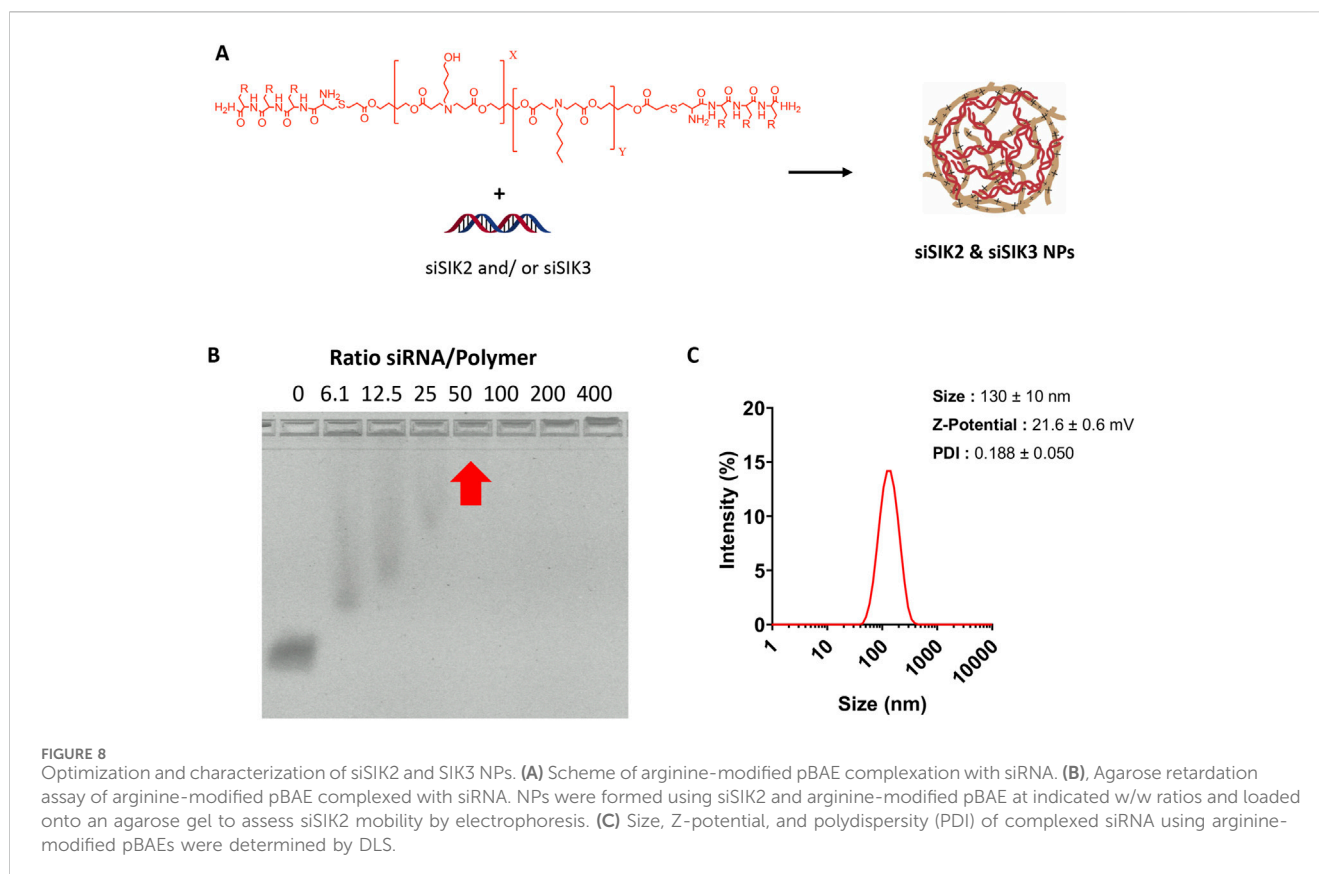 A
OH
X
H₂N
R
H
N
O
NH₂
S
O
N
Y
NH₂
R
+
siSIK2 and/ or siSIK3
siSIK2 & siSIK3 NPs
B
Ratio siRNA/Polymer
0 6.1 12.5 25 50 100 200 400
C
Size : 130 ± 10 nm
Z-Potential : 21.6 ± 0.6 mV
PDI : 0.188 ± 0.050
Intensity (%)
20
15
10
5
0
1 10 100 1000 10000
Size (nm)
FIGURE 8
Optimization and characterization of siSIK2 and SIK3 NPs. (A) Scheme of arginine-modified pBAE complexation with siRNA. (B), Agarose retardation
assay of arginine-modified pBAE complexed with siRNA. NPs were formed using siSIK2 and arginine-modified pBAE at indicated w/w ratios and loaded
onto an agarose gel to assess siSIK2 mobility by electrophoresis. (C) Size, Z-potential, and polydispersity (PDI) of complexed siRNA using arginine-
modified pBAEs were determined by DLS.